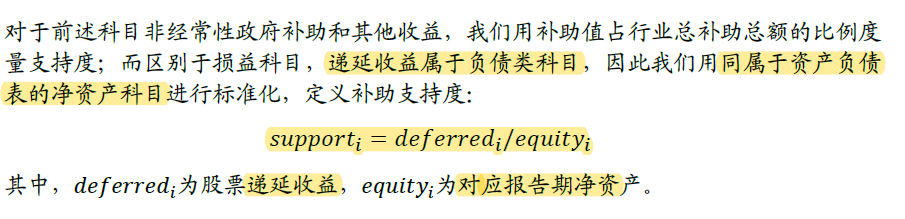 对于前述科目非经常性政府补助和其他收益，我们用补助值占行业总补助总额的比例度
量支持度；而区别于损益科目，递延收益属于负债类科目，因此我们用同属于资产负债
表的净资产科目进行标准化，定义补助支持度：
supportᵢ = deferredᵢ/equityᵢ
其中，deferredᵢ为股票递延收益，equityᵢ为对应报告期净资产。